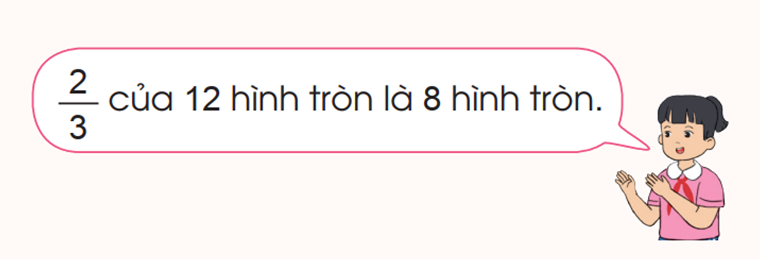 2/3 của 12 hình tròn là 8 hình tròn.